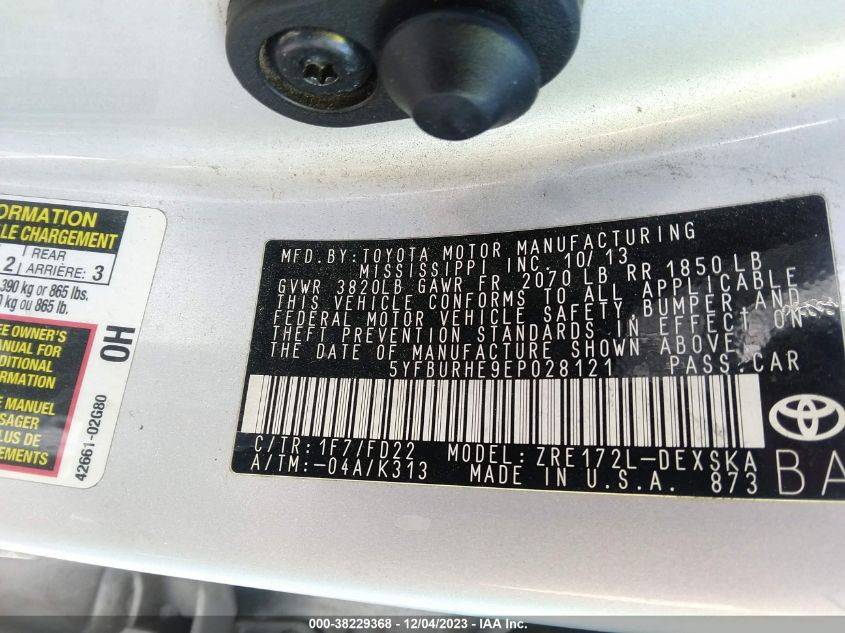 ORMATION
LE CHARGEMENT
2
REAR
ARRIÈRE: 3
390 kg or 865 lbs.
kg ou 865 lb.
EE OWNER'S
MANUAL FOR
DDITIONAL
FORMATION
E MANUEL
SAGER
LUS DE
NEMENTS
OH
42661-02G80
MFD.BY:TOYOTA MOTOR MANUFACTURING
MISSISSIPPI INC. 10/13
GVWR 3820LB GAWR FR 2070 LB RR 1850 LB
THIS VEHICLE CONFORMS TO ALL APPLICABLE
FEDERAL MOTOR VEHICLE SAFETY,BUMPER,AND
THEFT PREVENTION STANDARDS IN EFFECT ON
THE DATE OF MANUFACTURE SHOWN ABOVE.
5YFBURHE9EP028121 PASS.CAR
C/TR:1F7/FD22 MODEL:ZRE172L-DEXSKA
A/TM:-04A/K313 MADE IN U.S.A. 873
BA
000-38229368 - 12/04/2023 - IAA Inc.